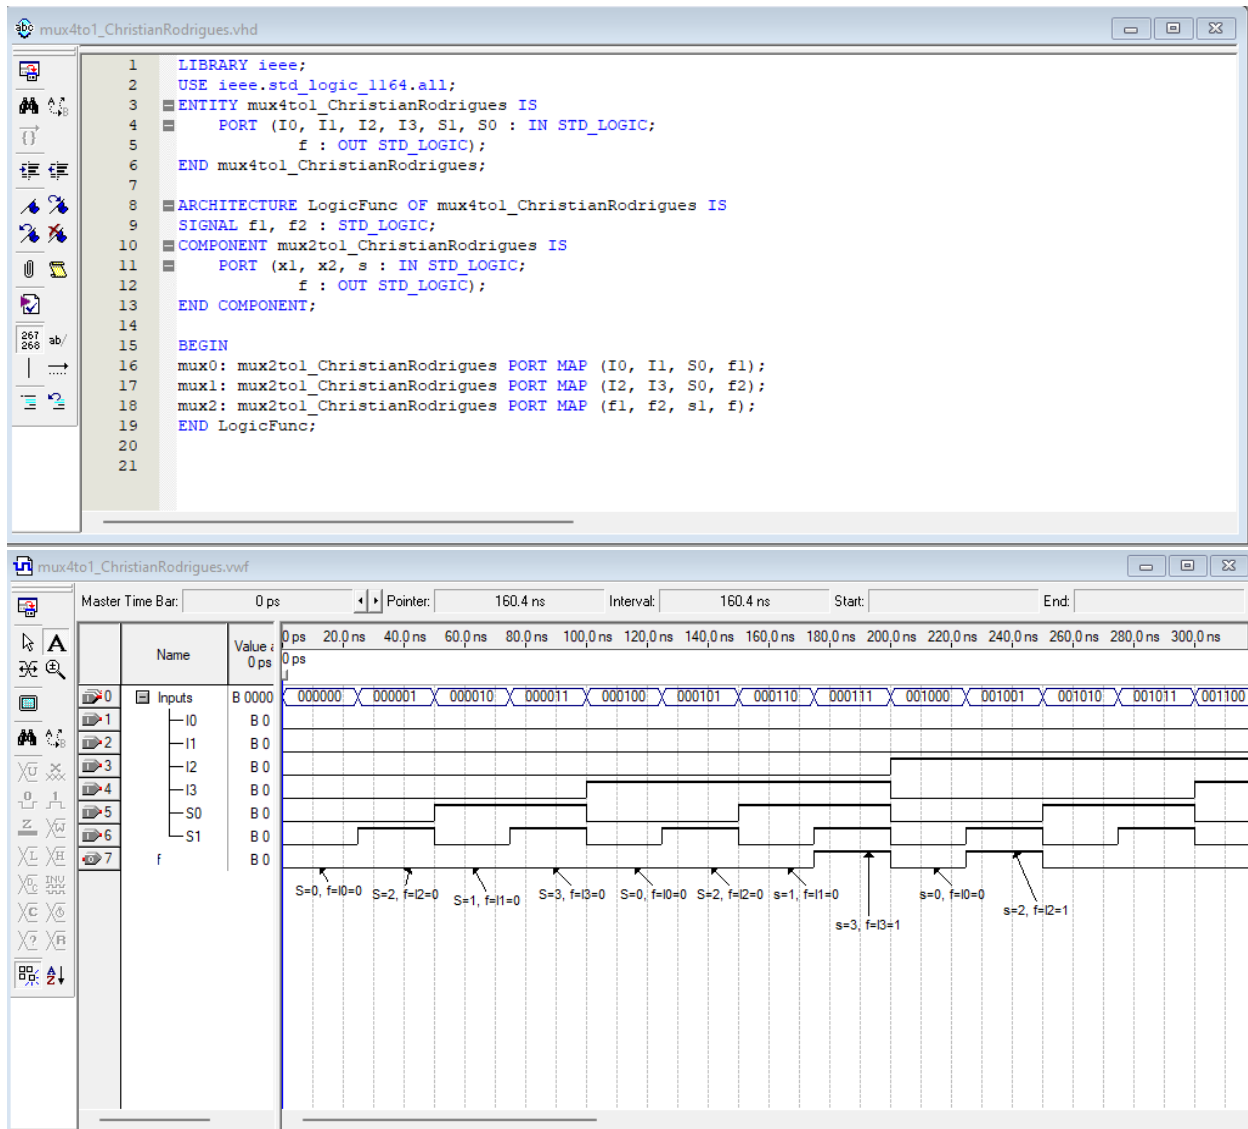 mux4to1_ChristianRodrigues.vhd
1 LIBRARY ieee;
2 USE ieee.std_logic_1164.all;
3 ENTITY mux4to1_ChristianRodrigues IS
4 PORT (I0, I1, I2, I3, S1, S0 : IN STD_LOGIC;
5 f : OUT STD_LOGIC);
6 END mux4to1_ChristianRodrigues;
7
8 ARCHITECTURE LogicFunc OF mux4to1_ChristianRodrigues IS
9 SIGNAL f1, f2 : STD_LOGIC;
10 COMPONENT mux2to1_ChristianRodrigues IS
11 PORT (x1, x2, s : IN STD_LOGIC;
12 f : OUT STD_LOGIC);
13 END COMPONENT;
14
15 BEGIN
16 mux0: mux2to1_ChristianRodrigues PORT MAP (I0, I1, S0, f1);
17 mux1: mux2to1_ChristianRodrigues PORT MAP (I2, I3, S0, f2);
18 mux2: mux2to1_ChristianRodrigues PORT MAP (f1, f2, s1, f);
19 END LogicFunc;
20
21
267
268 ab/
mux4to1_ChristianRodrigues.vwf
Master Time Bar: 0 ps Pointer: 160.4 ns Interval: 160.4 ns Start: End:
Name Value a 0 ps
0 ps 20.0 ns 40.0 ns 60.0 ns 80.0 ns 100.0 ns 120.0 ns 140.0 ns 160.0 ns 180.0 ns 200.0 ns 220.0 ns 240.0 ns 260.0 ns 280.0 ns 300.0 ns
0 ps
0 Inputs B 0000 000000 000001 000010 000011 000100 000101 000110 000111 001000 001001 001010 001011 001100
1 I0 B 0
2 I1 B 0
3 I2 B 0
4 I3 B 0
5 S0 B 0
6 S1 B 0
7 f B 0
S=0, f=I0=0 S=2, f=I2=0 S=1, f=I1=0 S=3, f=I3=0 S=0, f=I0=0 S=2, f=I2=0 s=1, f=I1=0 s=3, f=I3=1 s=0, f=I0=0 s=2, f=I2=1